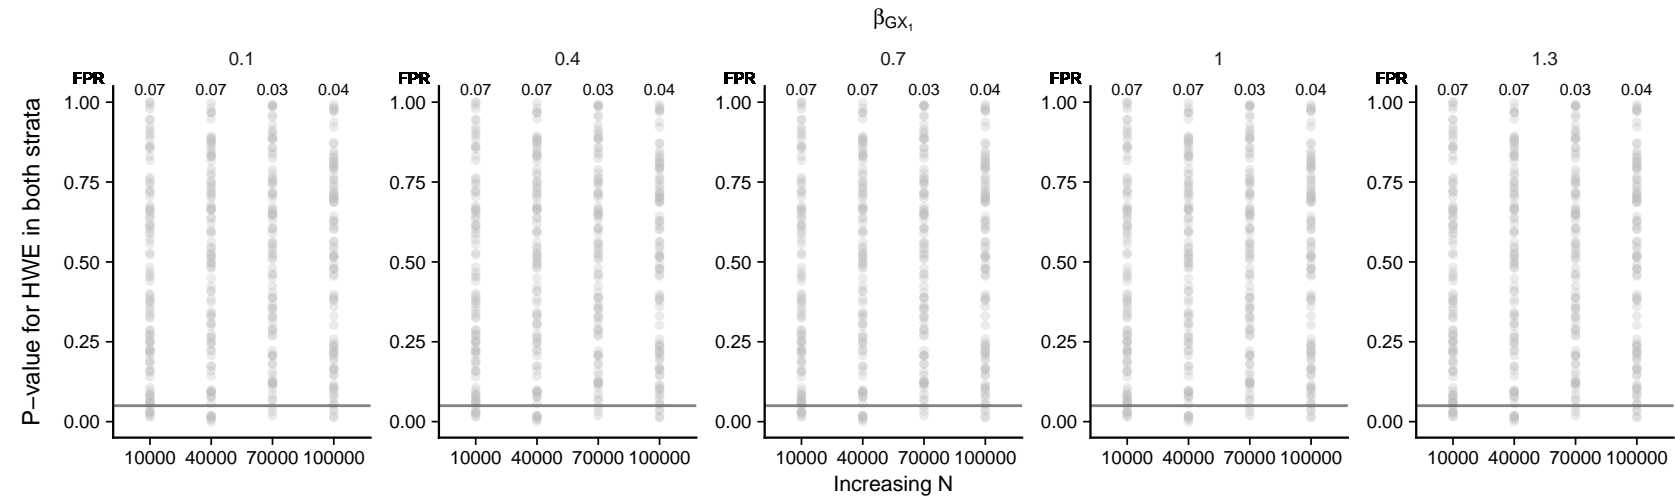 βGX₁
0.1 0.4 0.7 1 1.3
FPR FPR FPR FPR FPR
0.07 0.07 0.03 0.04 0.07 0.07 0.03 0.04 0.07 0.07 0.03 0.04 0.07 0.07 0.03 0.04 0.07 0.07 0.03 0.04
1.00 1.00 1.00 1.00 1.00
0.75 0.75 0.75 0.75 0.75
0.50 0.50 0.50 0.50 0.50
0.25 0.25 0.25 0.25 0.25
0.00 0.00 0.00 0.00 0.00
P−value for HWE in both strata
10000 40000 70000 100000 10000 40000 70000 100000 10000 40000 70000 100000 10000 40000 70000 100000 10000 40000 70000 100000
Increasing N